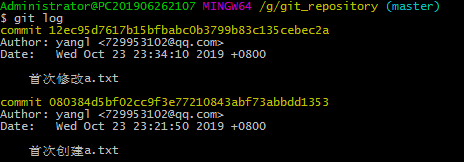 Administrator@PC201906262107 MINGW64 /g/git_repository (master)
$ git log
commit 12ec95d7617b15bfbabc0b3799b83c135cebec2a
Author: yangl <729953102@qq.com>
Date:   Wed Oct 23 23:34:10 2019 +0800
首次修改a.txt
commit 080384d5bf02cc9f3e77210843abf73abbdd1353
Author: yangl <729953102@qq.com>
Date:   Wed Oct 23 23:21:50 2019 +0800
首次创建a.txt